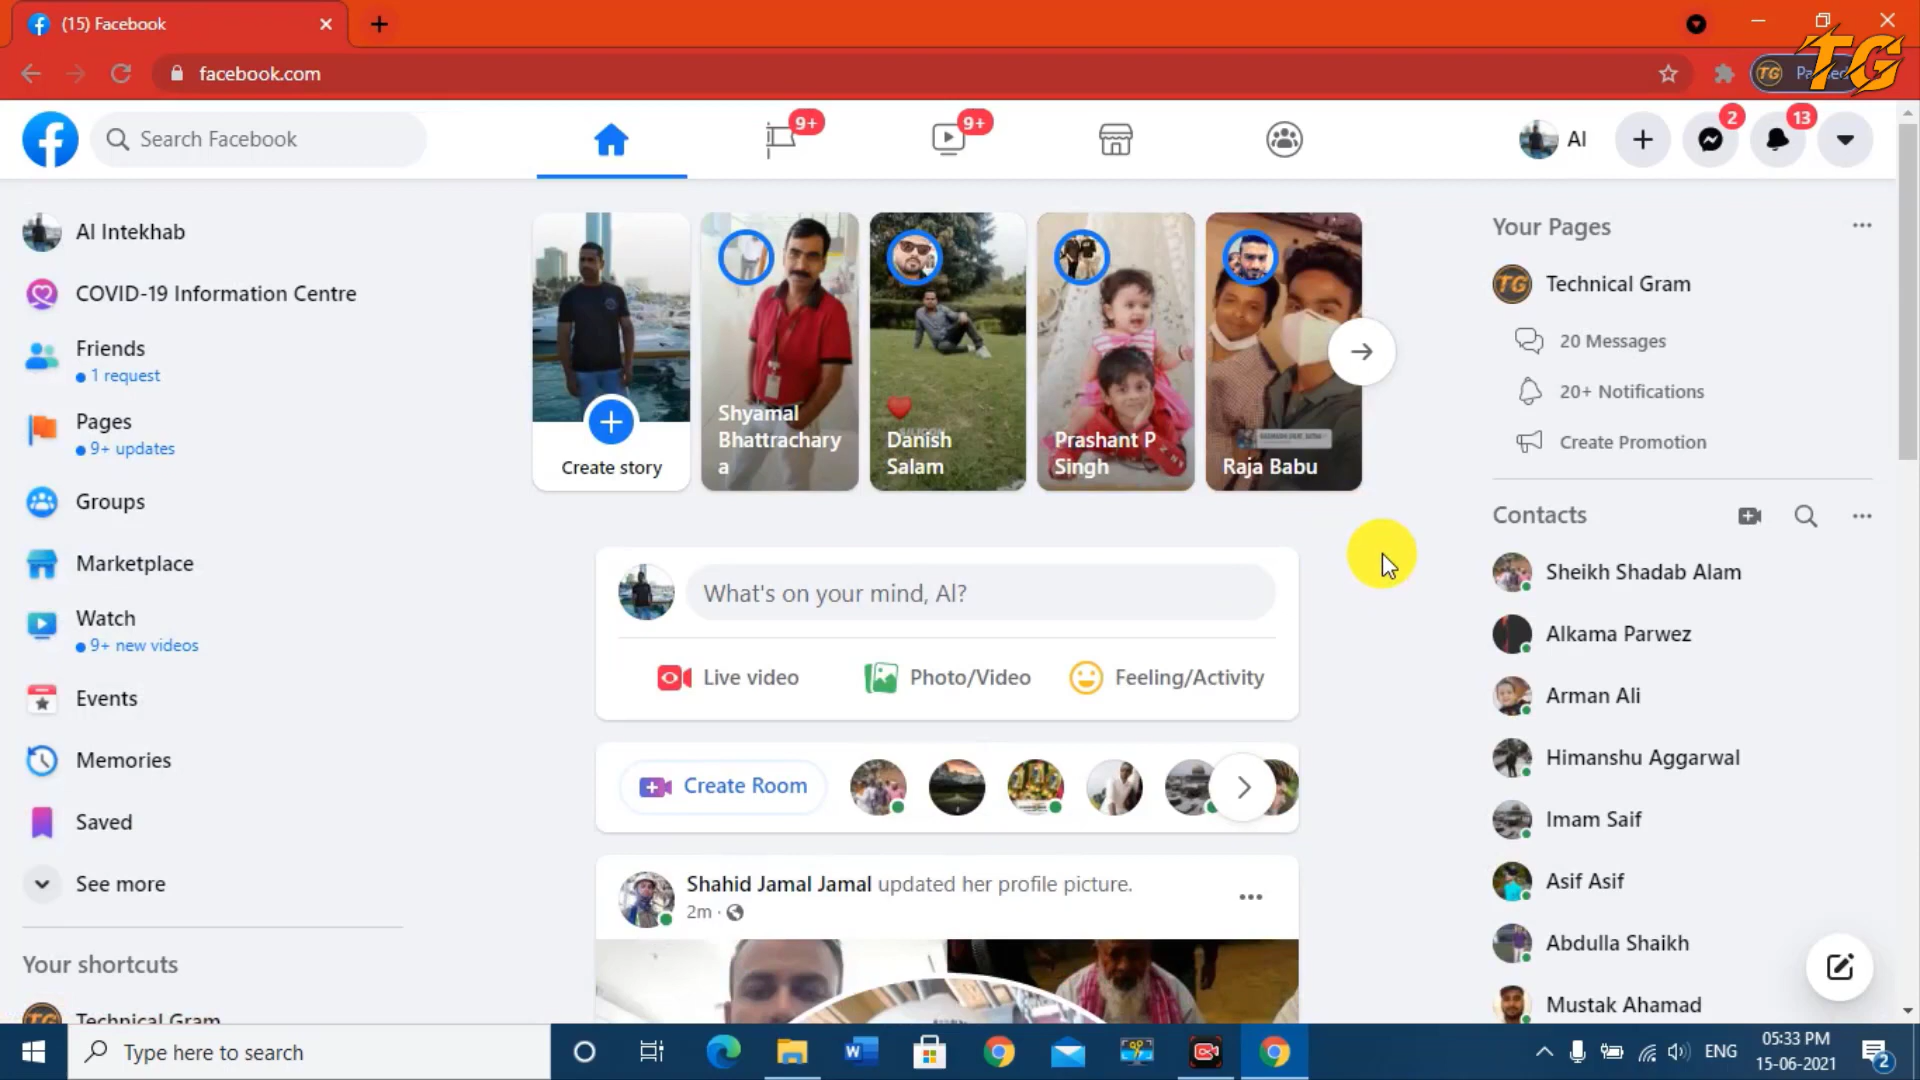 (15) Facebook
TG
facebook.com
TG
Search Facebook
9+
9+
Al
2
13
Al Intekhab
COVID-19 Information Centre
Friends
1 request
Pages
9+ updates
Groups
Marketplace
Watch
9+ new videos
Events
Memories
Saved
See more
Your shortcuts
Technical Gram
Create story
Shyamal
Bhattrachary
a
Danish
Salam
Prashant P
Singh
Raja Babu
What's on your mind, Al?
Live video
Photo/Video
Feeling/Activity
Create Room
Shahid Jamal Jamal updated her profile picture.
2m ·
Your Pages
TG
Technical Gram
20 Messages
20+ Notifications
Create Promotion
Contacts
Sheikh Shadab Alam
Alkama Parwez
Arman Ali
Himanshu Aggarwal
Imam Saif
Asif Asif
Abdulla Shaikh
Mustak Ahamad
Type here to search
ENG
05:33 PM
15-06-2021
2